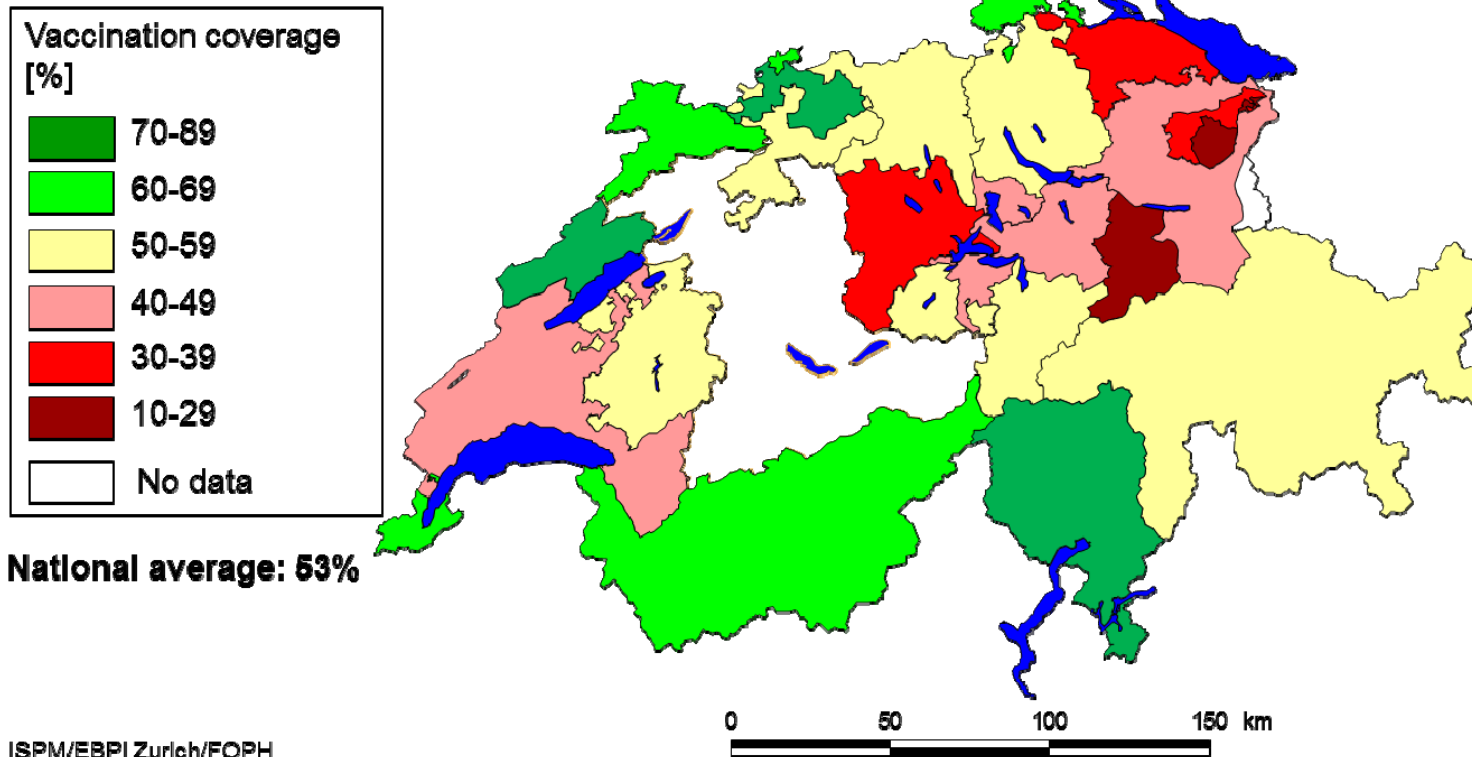 Vaccination coverage
[%]
70-89
60-69
50-59
40-49
30-39
10-29
No data
National average: 53%
0 50 100 150 km
ISPM/EBPI Zurich/FOPH